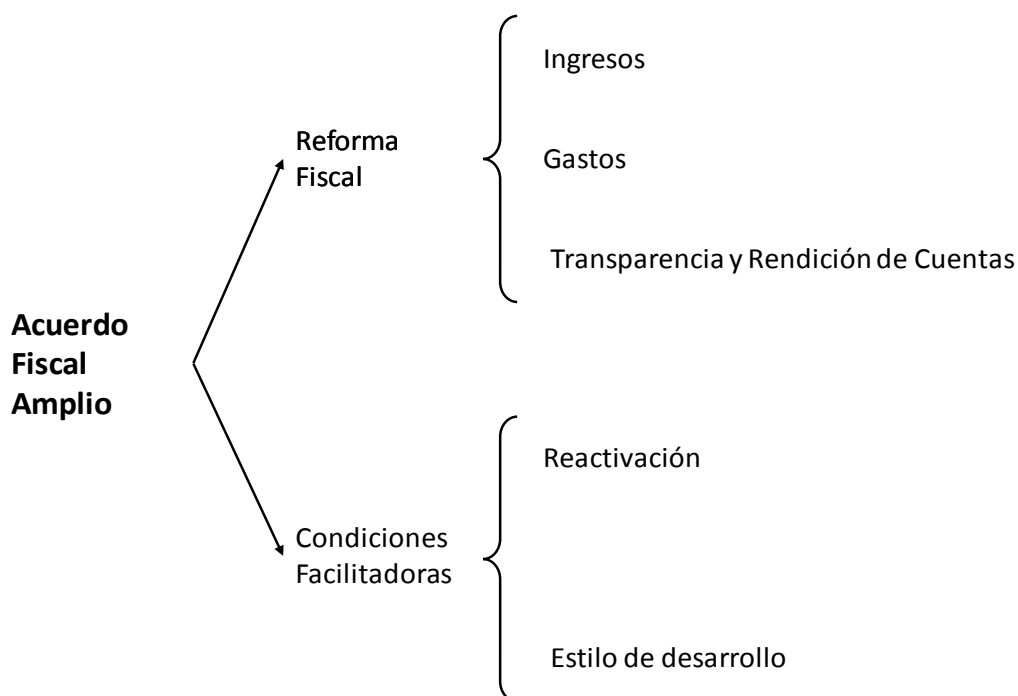 Acuerdo
Fiscal
Amplio
Reforma
Fiscal
Ingresos
Gastos
Transparencia y Rendición de Cuentas
Condiciones
Facilitadoras
Reactivación
Estilo de desarrollo